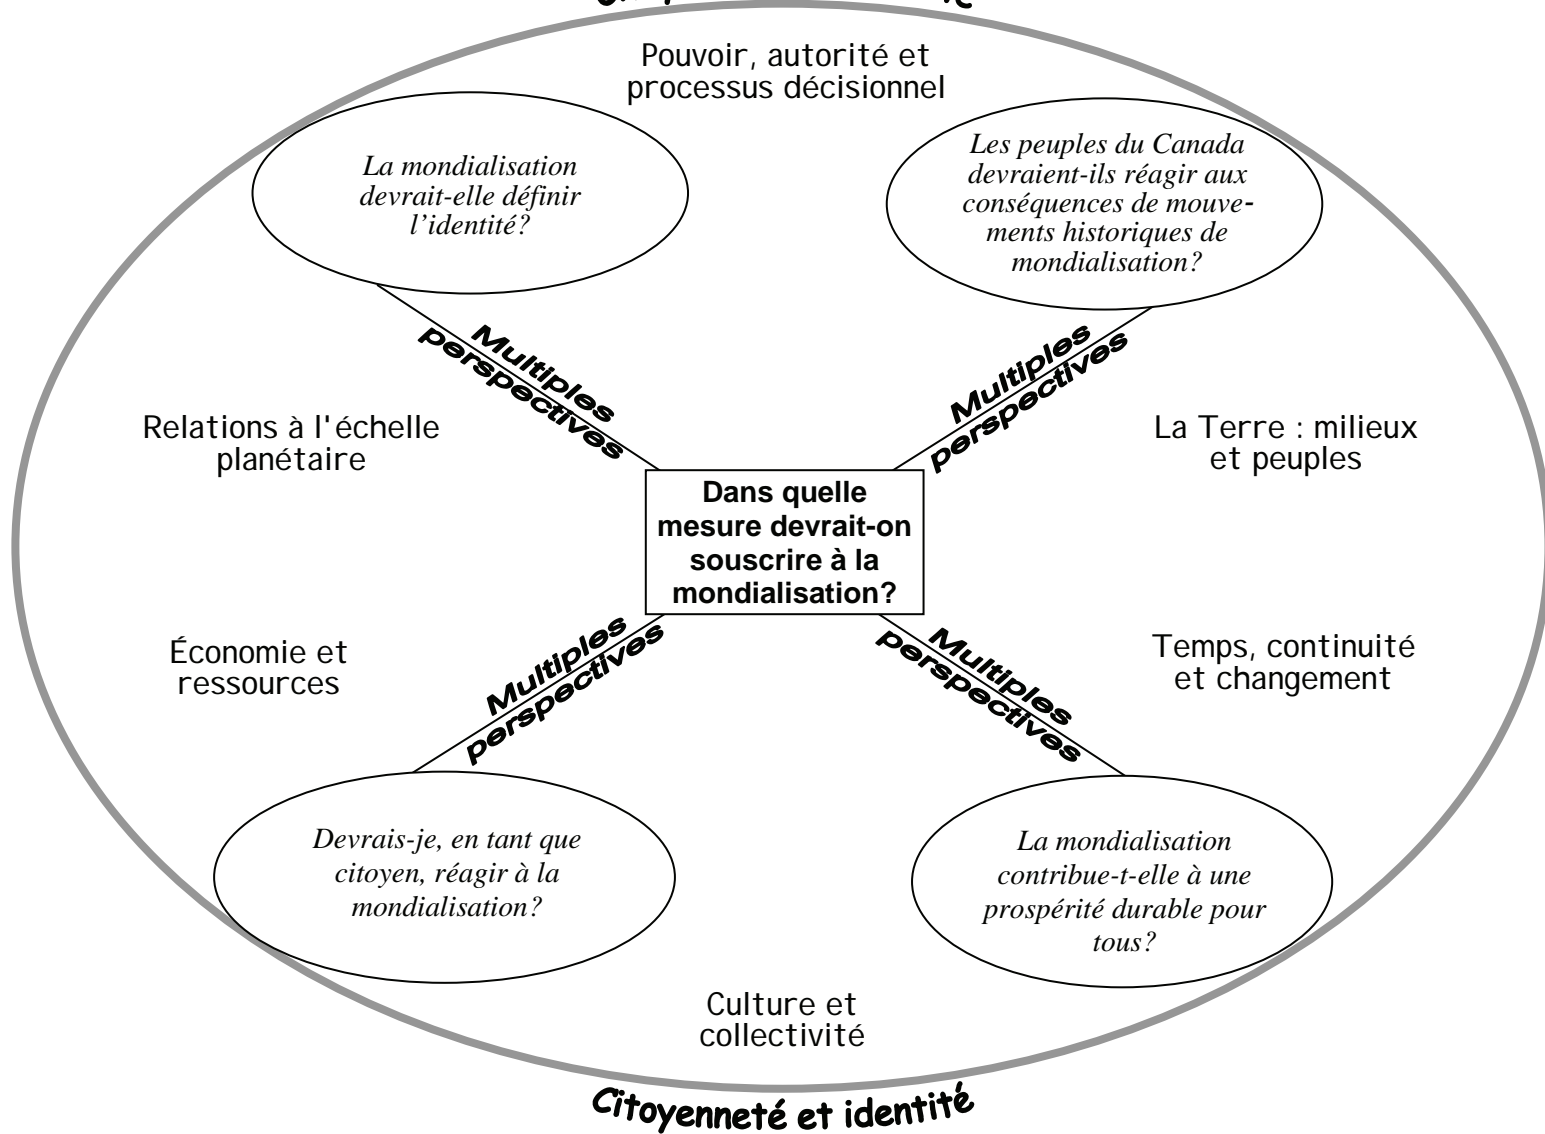 Pouvoir, autorité et
processus décisionnel
La mondialisation
devrait-elle définir
l'identité?
Les peuples du Canada
devraient-ils réagir aux
conséquences de mouve-
ments historiques de
mondialisation?
Multiples
perspectives
Multiples
perspectives
Relations à l'échelle
planétaire
La Terre : milieux
et peuples
Dans quelle
mesure devrait-on
souscrire à la
mondialisation?
Économie et
ressources
Multiples
perspectives
Multiples
perspectives
Temps, continuité
et changement
Devrais-je, en tant que
citoyen, réagir à la
mondialisation?
La mondialisation
contribue-t-elle à une
prospérité durable pour
tous?
Culture et
collectivité
Citoyenneté et identité